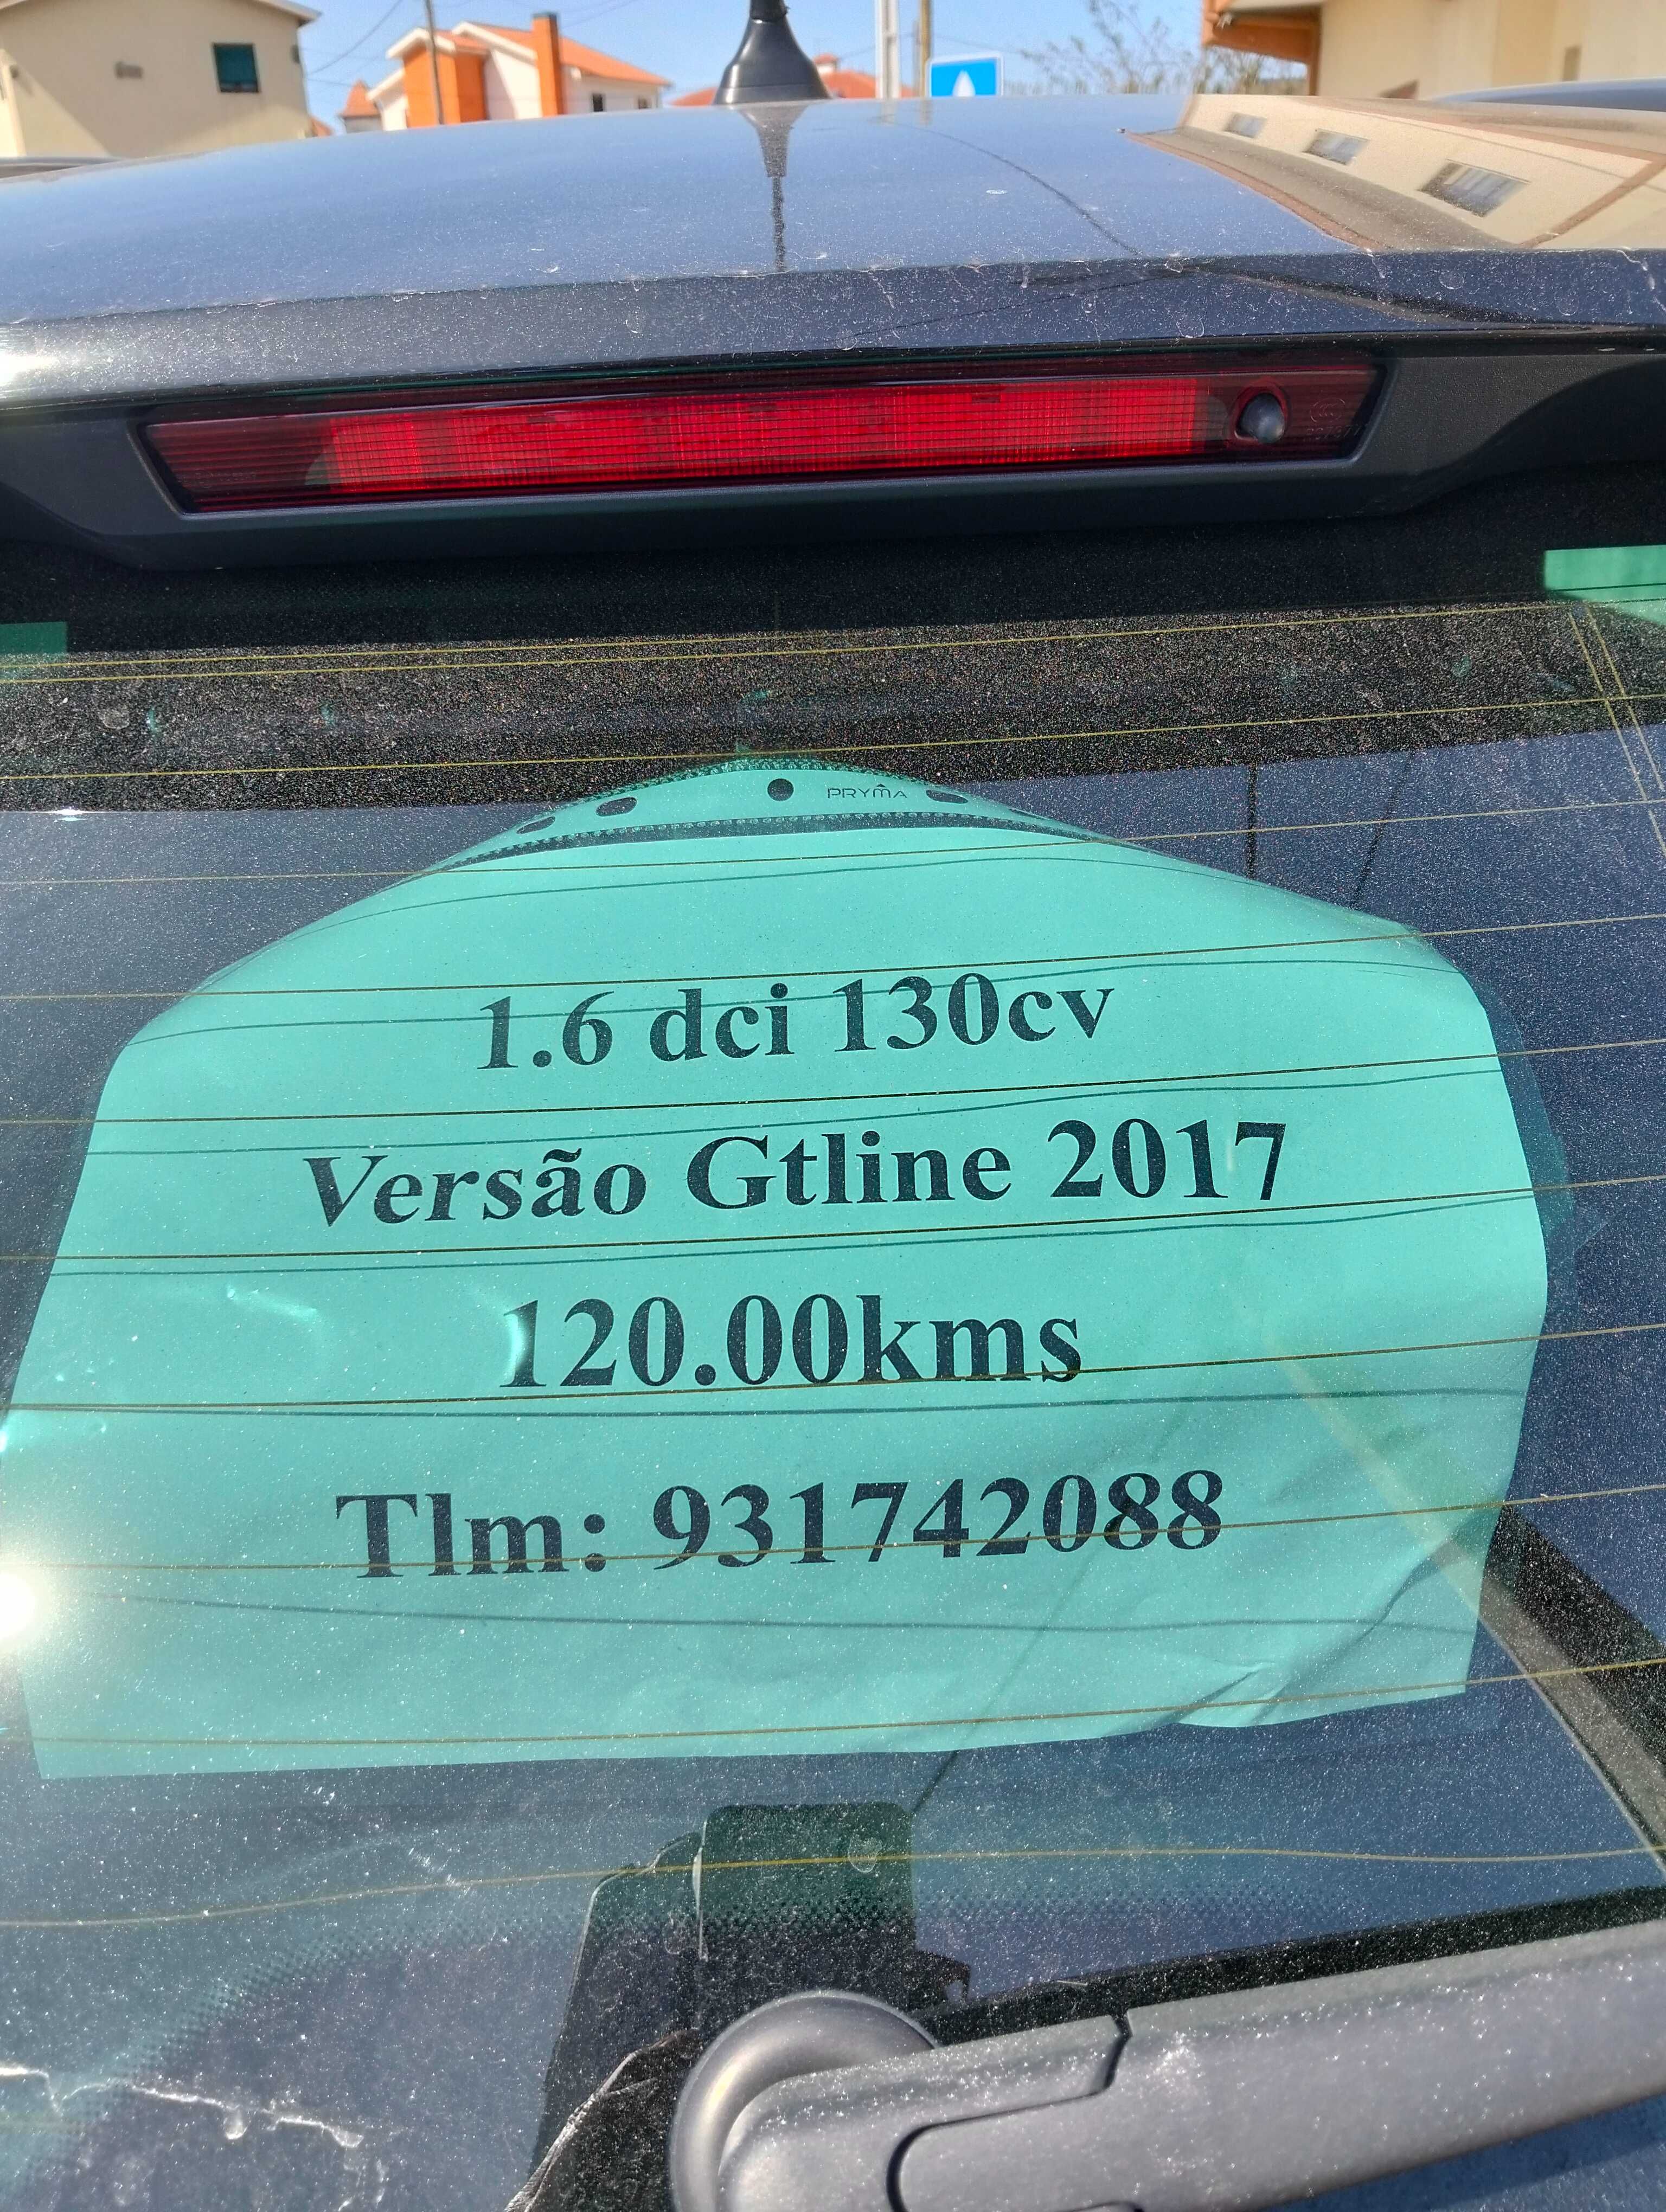 PRYMA
1.6 dci 130cv
Versão Gtline 2017
120.00kms
Tlm: 931742088